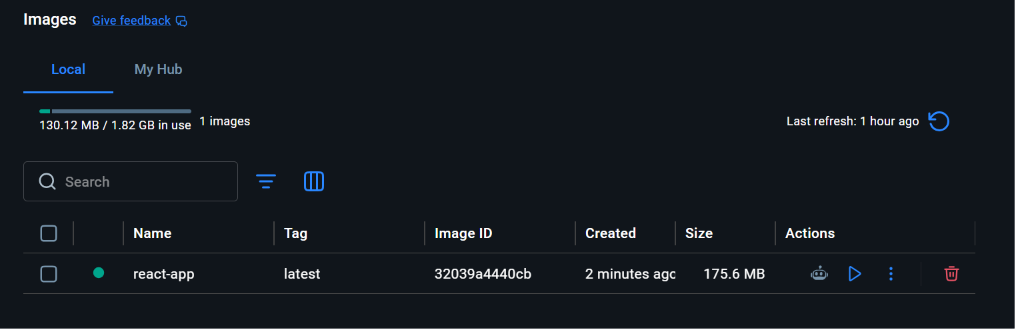 Images Give feedback
Local My Hub
130.12 MB / 1.82 GB in use 1 images Last refresh: 1 hour ago
Search
Name Tag Image ID Created Size Actions
react-app latest 32039a4440cb 2 minutes agc 175.6 MB